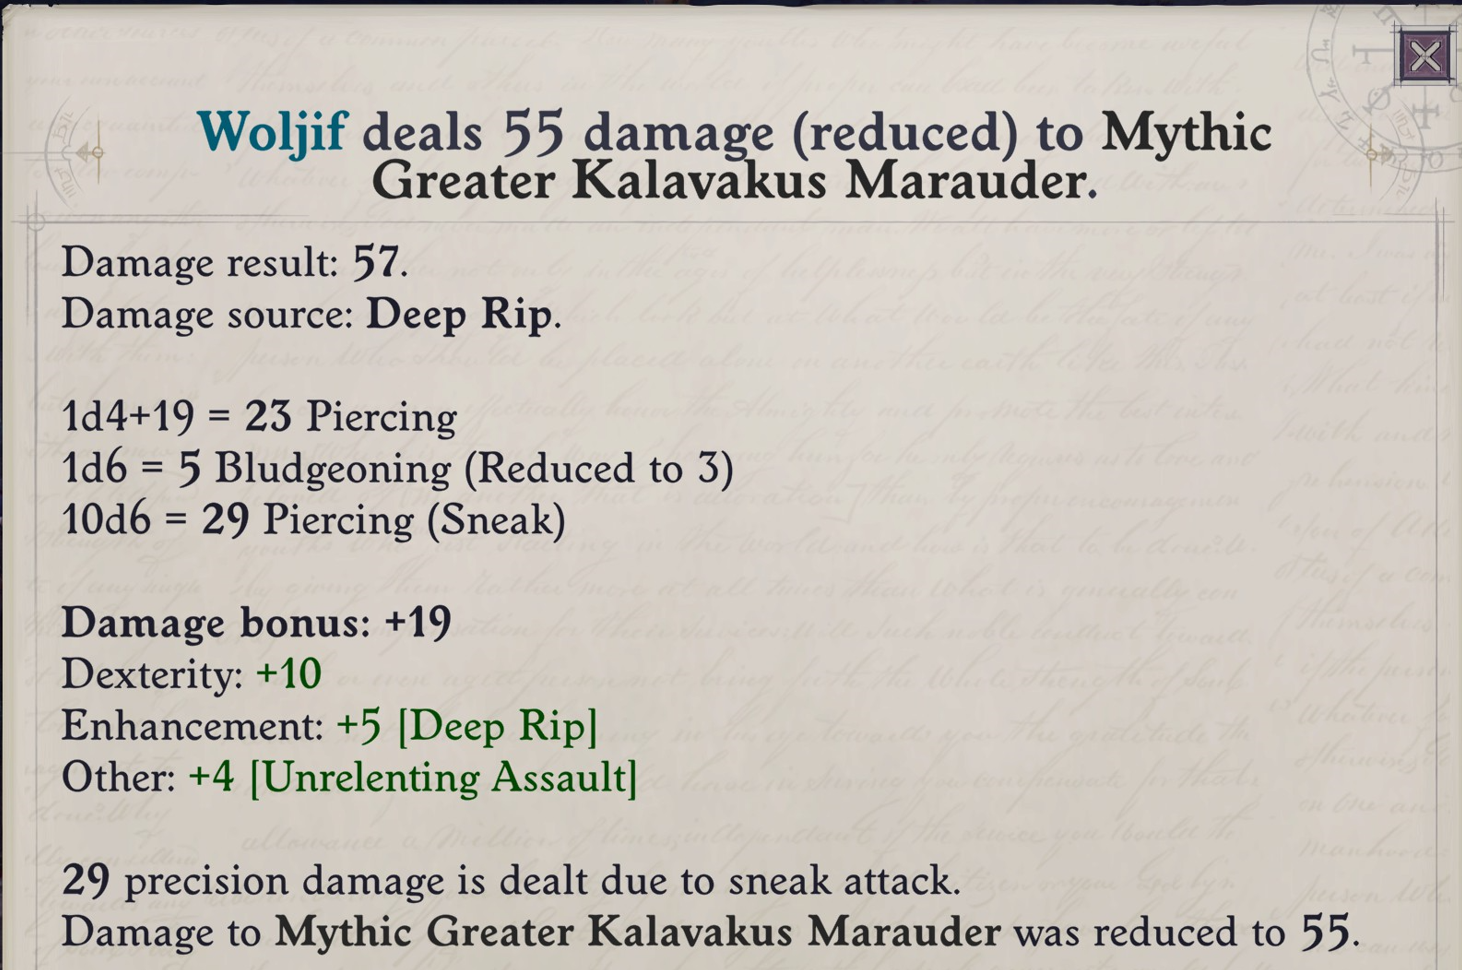 Woljif deals 55 damage (reduced) to Mythic
Greater Kalavakus Marauder.
Damage result: 57.
Damage source: Deep Rip.
1d4+19 = 23 Piercing
1d6 = 5 Bludgeoning (Reduced to 3)
10d6 = 29 Piercing (Sneak)
Damage bonus: +19
Dexterity: +10
Enhancement: +5 [Deep Rip]
Other: +4 [Unrelenting Assault]
29 precision damage is dealt due to sneak attack.
Damage to Mythic Greater Kalavakus Marauder was reduced to 55.